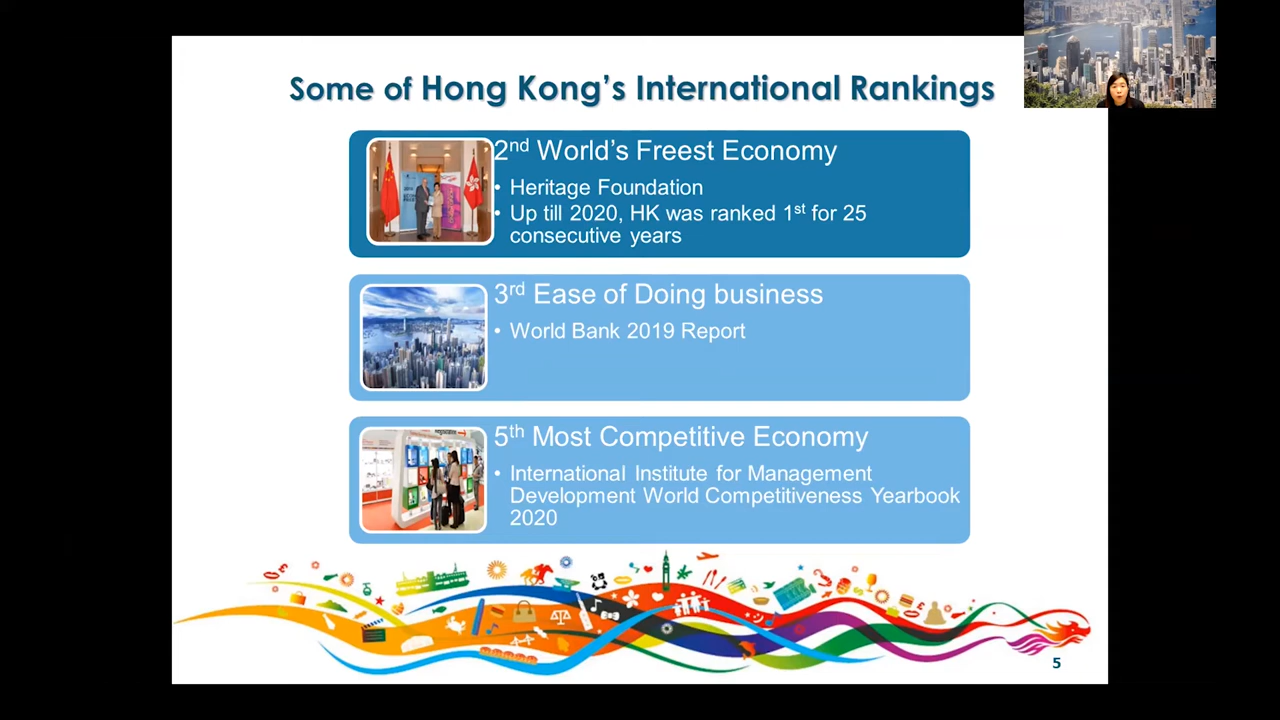 Some of Hong Kong's International Rankings
2nd World's Freest Economy
• Heritage Foundation
• Up till 2020, HK was ranked 1st for 25
consecutive years
3rd Ease of Doing business
• World Bank 2019 Report
5th Most Competitive Economy
• International Institute for Management
Development World Competitiveness Yearbook
2020
5